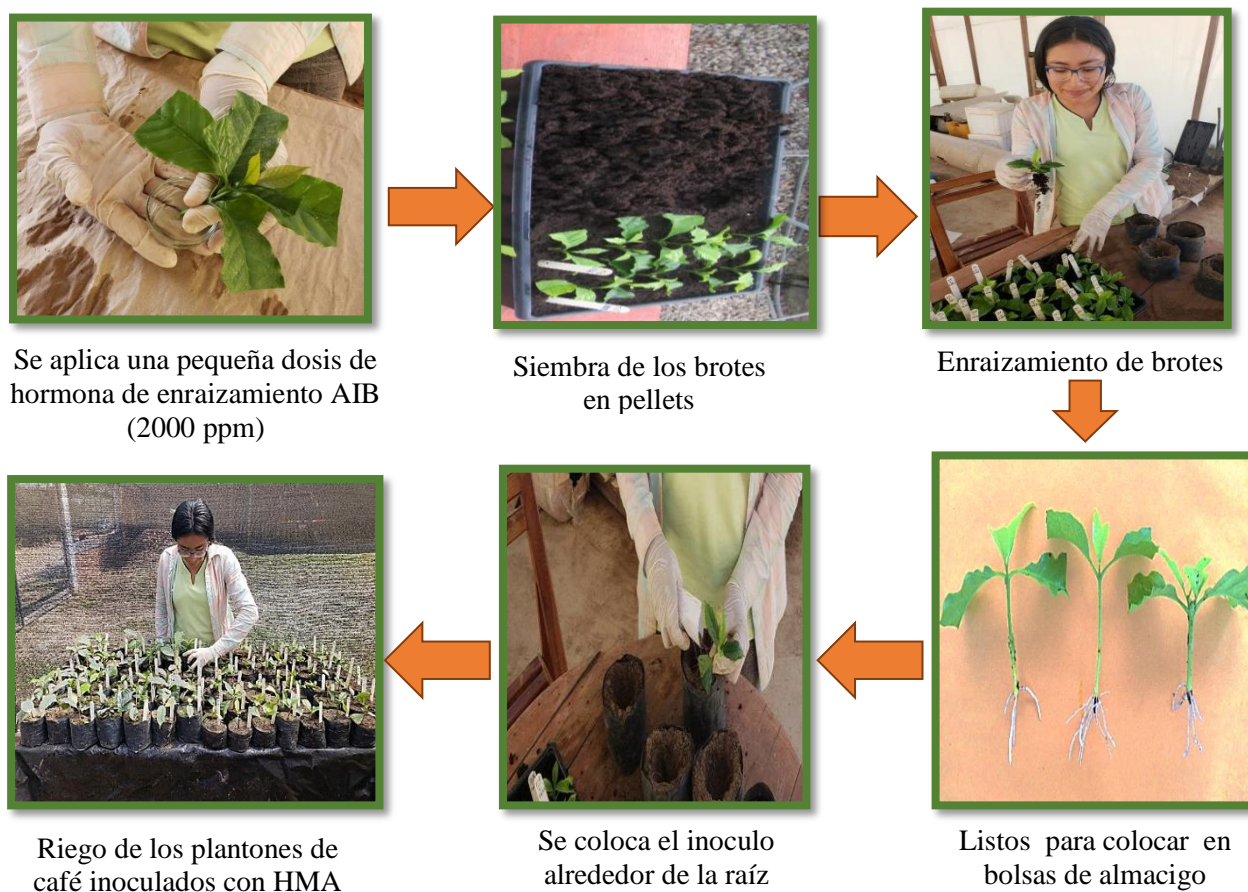 Se aplica una pequeña dosis de
hormona de enraizamiento AIB
(2000 ppm)
Siembra de los brotes
en pellets
Enraizamiento de brotes
Listos para colocar en
bolsas de almacigo
Se coloca el inoculo
alrededor de la raíz
Riego de los plantones de
café inoculados con HMA